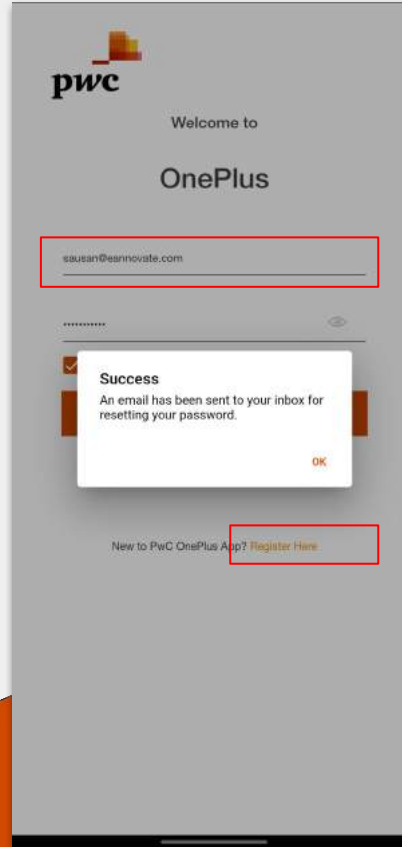 pwc
Welcome to
OnePlus
sausan@esnnovate.com
Success
An email has been sent to your inbox for
resetting your password.
OK
New to PwC OnePlus App? Register Here